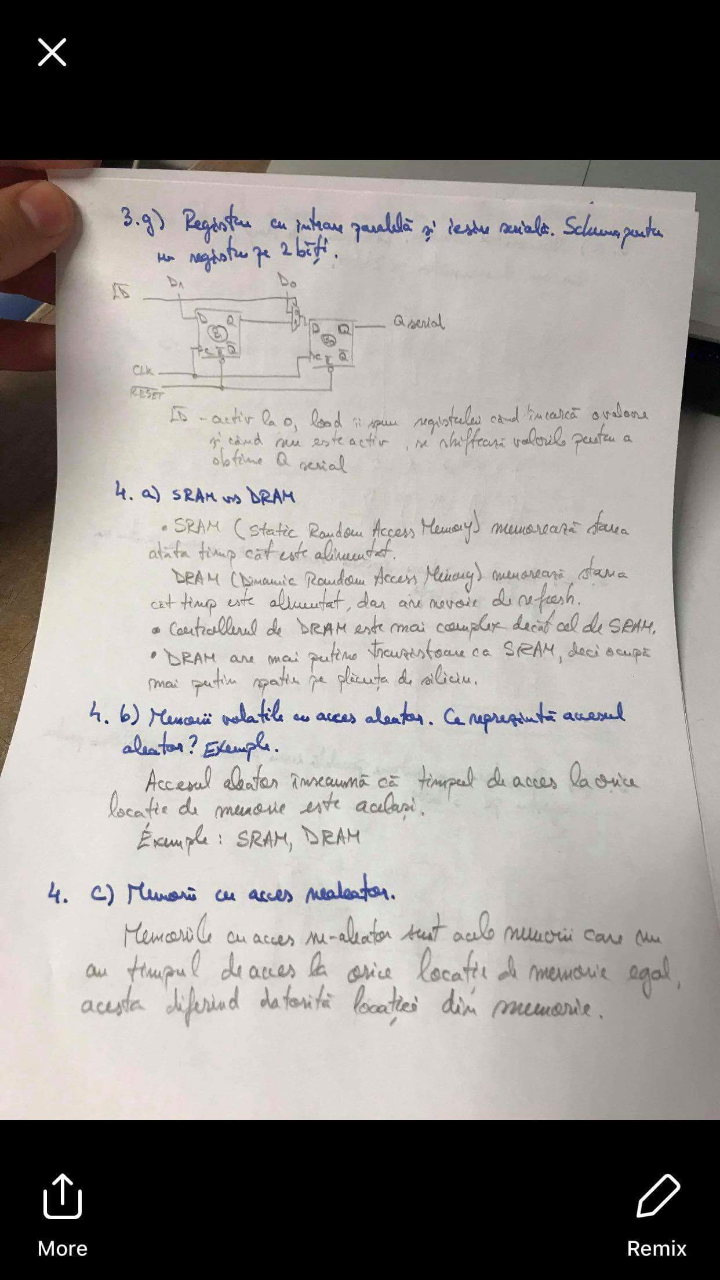 3.g) Registru cu intrare paralelă și ieșire serială. Schema pentru
un registru pe 2 biți.
LD D1 D0
D Q D Q Q serial
C R Q̅ C R Q̅
CLK
RESET
LD - activ la 0, load îi spune registrului când încarcă o valoare
și când nu este activ, se shiftează valorile pentru a
obține Q serial
4. a) SRAM vs DRAM
• SRAM (Static Random Access Memory) memorează starea
atâta timp cât este alimentat.
DRAM (Dinamic Random Access Memory) memorează starea
cât timp este alimentat, dar are nevoie de refresh.
• Controllerul de DRAM este mai complex decât cel de SRAM.
• DRAM are mai puține tranzistoare ca SRAM, deci ocupă
mai puțin spațiu pe plăcuța de siliciu.
4. b) Memorii volatile cu acces aleator. Ce reprezintă accesul
aleator? Exemple.
Accesul aleator înseamnă că timpul de acces la orice
locație de memorie este același.
Exemple: SRAM, DRAM
4. c) Memorii cu acces nealeator.
Memoriile cu acces ne-aleator sunt acele memorii care nu
au timpul de acces la orice locație de memorie egal,
acesta diferind datorită locației din memorie.
More Remix